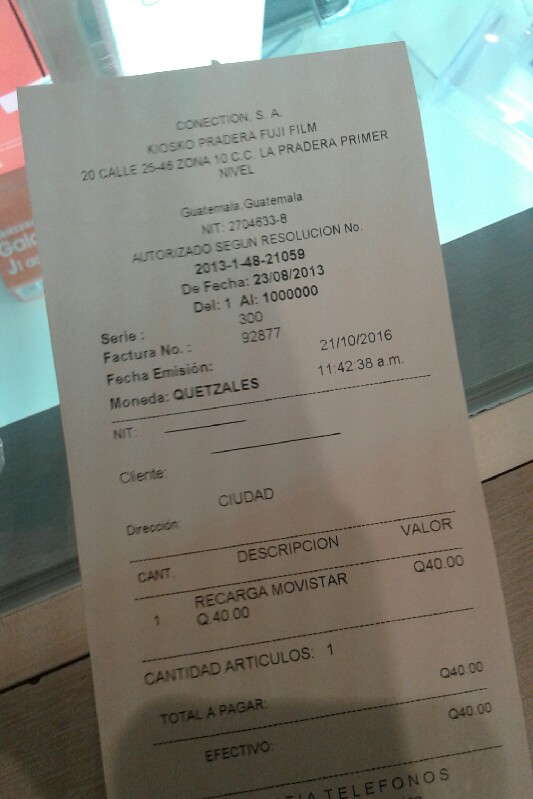 CONECTION, S. A.
KIOSKO PRADERA FUJI FILM
20 CALLE 25-46 ZONA 10 C.C. LA PRADERA PRIMER
NIVEL
Guatemala,Guatemala
NIT: 2704633-8
AUTORIZADO SEGUN RESOLUCION No.
2013-1-48-21059
De Fecha: 23/08/2013
Del: 1 Al: 1000000
Serie : 300
Factura No. : 92877
Fecha Emisión: 21/10/2016
Moneda: QUETZALES 11:42:38 a.m.
NIT:
Cliente:
Dirección: CIUDAD
CANT. DESCRIPCION VALOR
1 RECARGA MOVISTAR Q40.00
Q.40.00
CANTIDAD ARTICULOS: 1
TOTAL A PAGAR: Q40.00
EFECTIVO: Q40.00
TIA TELEFONOS
J1